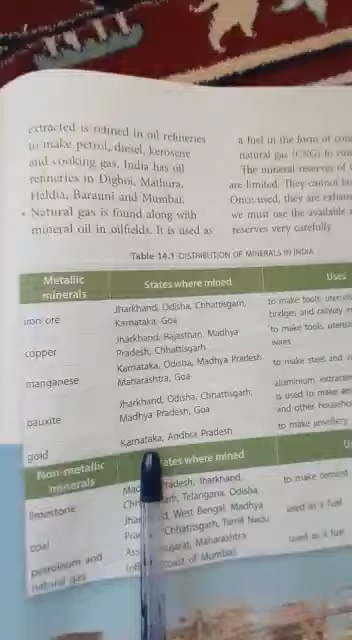 extracted is refined in oil refineries
to make petrol, diesel, kerosene
and cooking gas. India has oil
refineries in Digboi, Mathura,
Haldia, Barauni and Mumbai.
• Natural gas is found along with
mineral oil in oilfields. It is used as
a fuel in the form of
natural gas (CNG) to
The mineral reserves of
are limited. They cannot
Once used, they are
we must use the available
reserves very carefully
Table 14.1 DISTRIBUTION OF MINERALS IN INDIA
Metallic minerals States where mined Uses
iron ore Jharkhand, Odisha, Chhattisgarh, Karnataka, Goa to make tools, bridges and railway
copper Jharkhand, Rajasthan, Madhya Pradesh, Chhattisgarh to make tools, wires
manganese Karnataka, Odisha, Madhya Pradesh, Maharashtra, Goa to make steel and
bauxite Jharkhand, Odisha, Chhattisgarh, Madhya Pradesh, Goa aluminium is used to make and other
gold Karnataka, Andhra Pradesh to make jewellery
Non-metallic minerals States where mined
limestone Pradesh, Jharkhand, Telangana, Odisha, to make cement
coal West Bengal, Madhya Chhattisgarh, Tamil Nadu used as a fuel
petroleum and natural gas Maharashtra coast of Mumbai used as a fuel